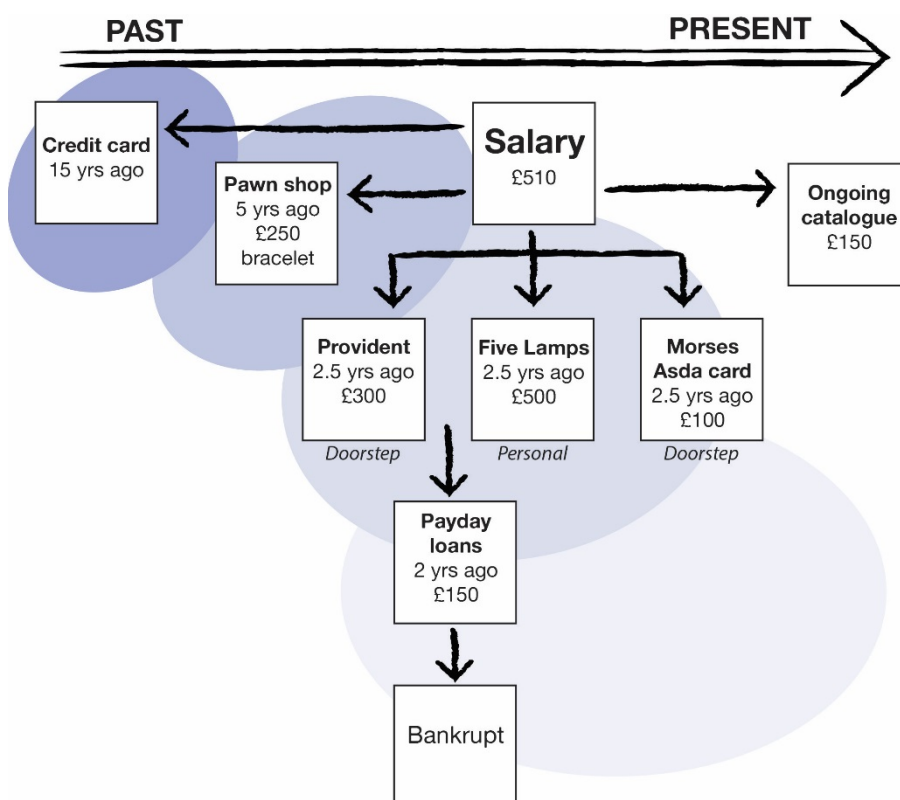 PAST
PRESENT
Credit card
15 yrs ago
Pawn shop
5 yrs ago
£250
bracelet
Salary
£510
Ongoing
catalogue
£150
Provident
2.5 yrs ago
£300
Doorstep
Five Lamps
2.5 yrs ago
£500
Personal
Morses
Asda card
2.5 yrs ago
£100
Doorstep
Payday
loans
2 yrs ago
£150
Bankrupt